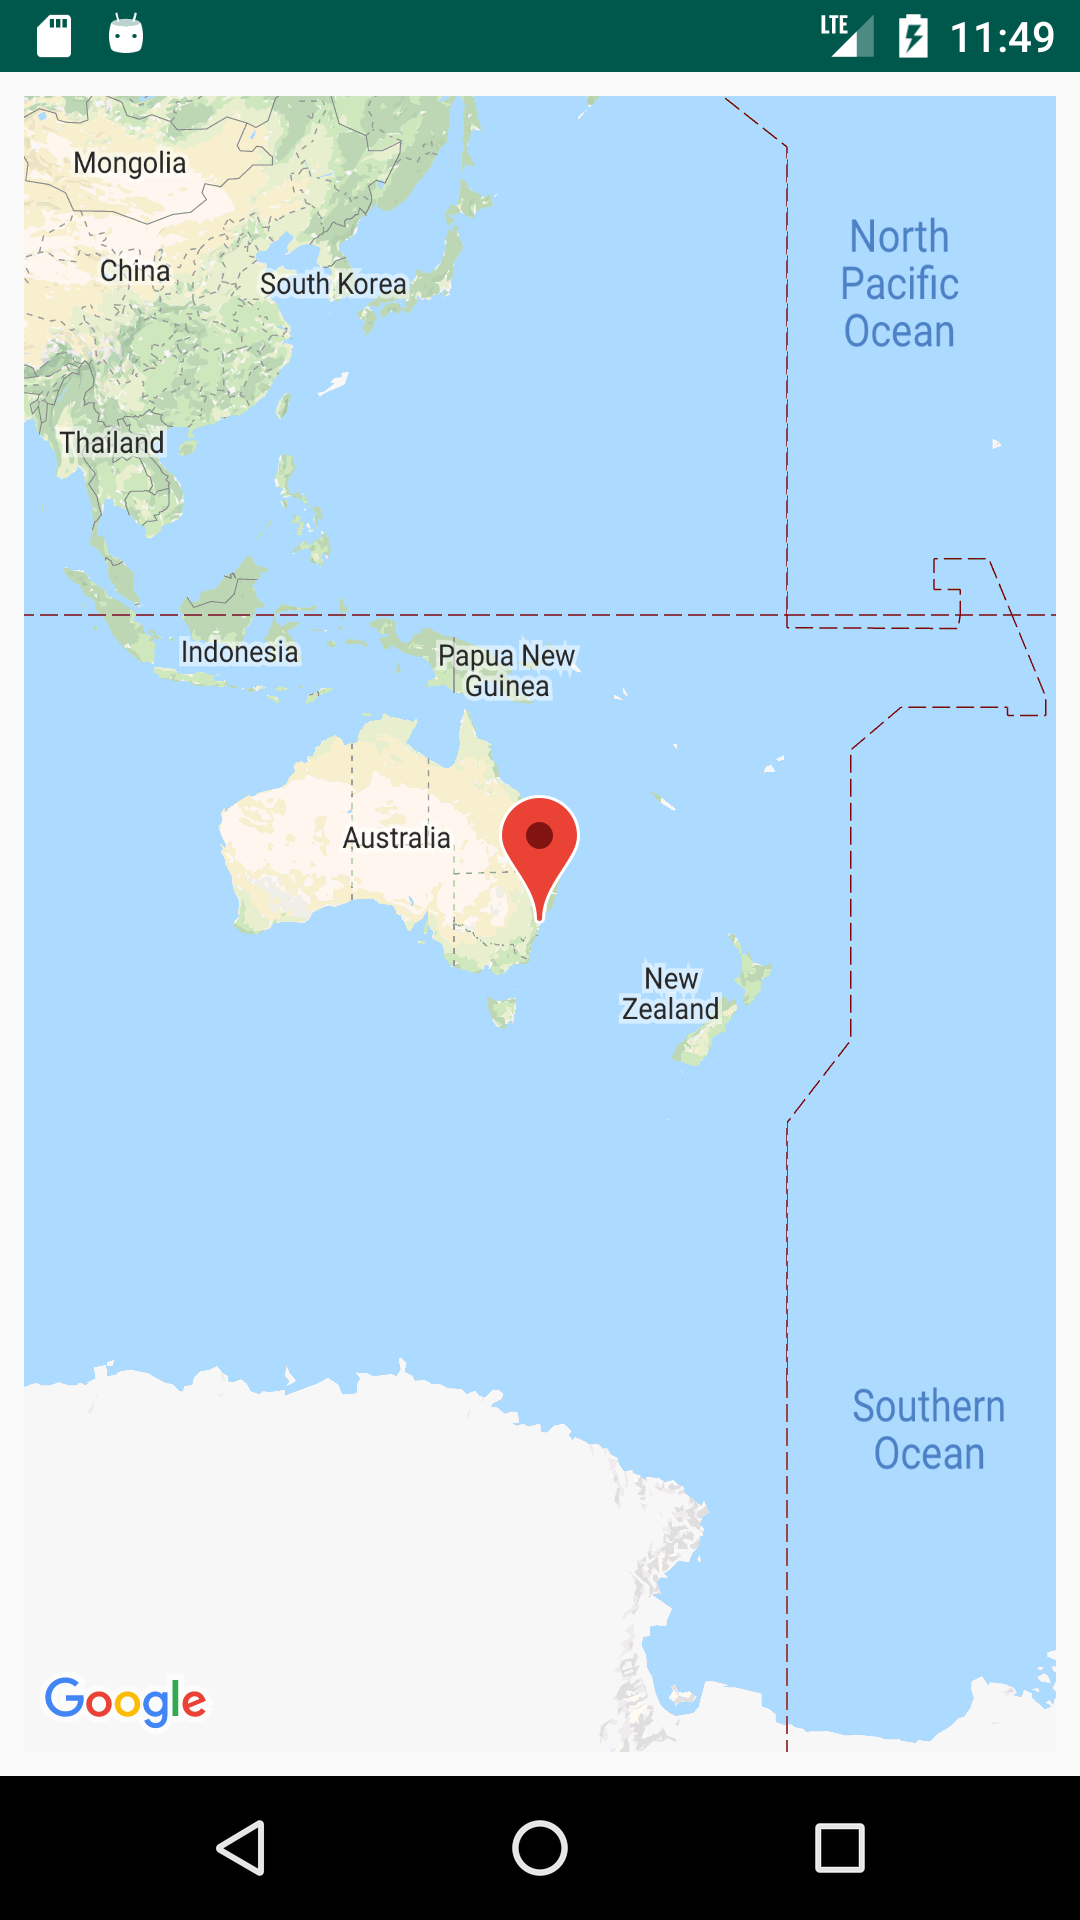 LTE 11:49
Mongolia
China
South Korea
North
Pacific
Ocean
Thailand
Indonesia
Papua New
Guinea
Australia
New
Zealand
Southern
Ocean
Google